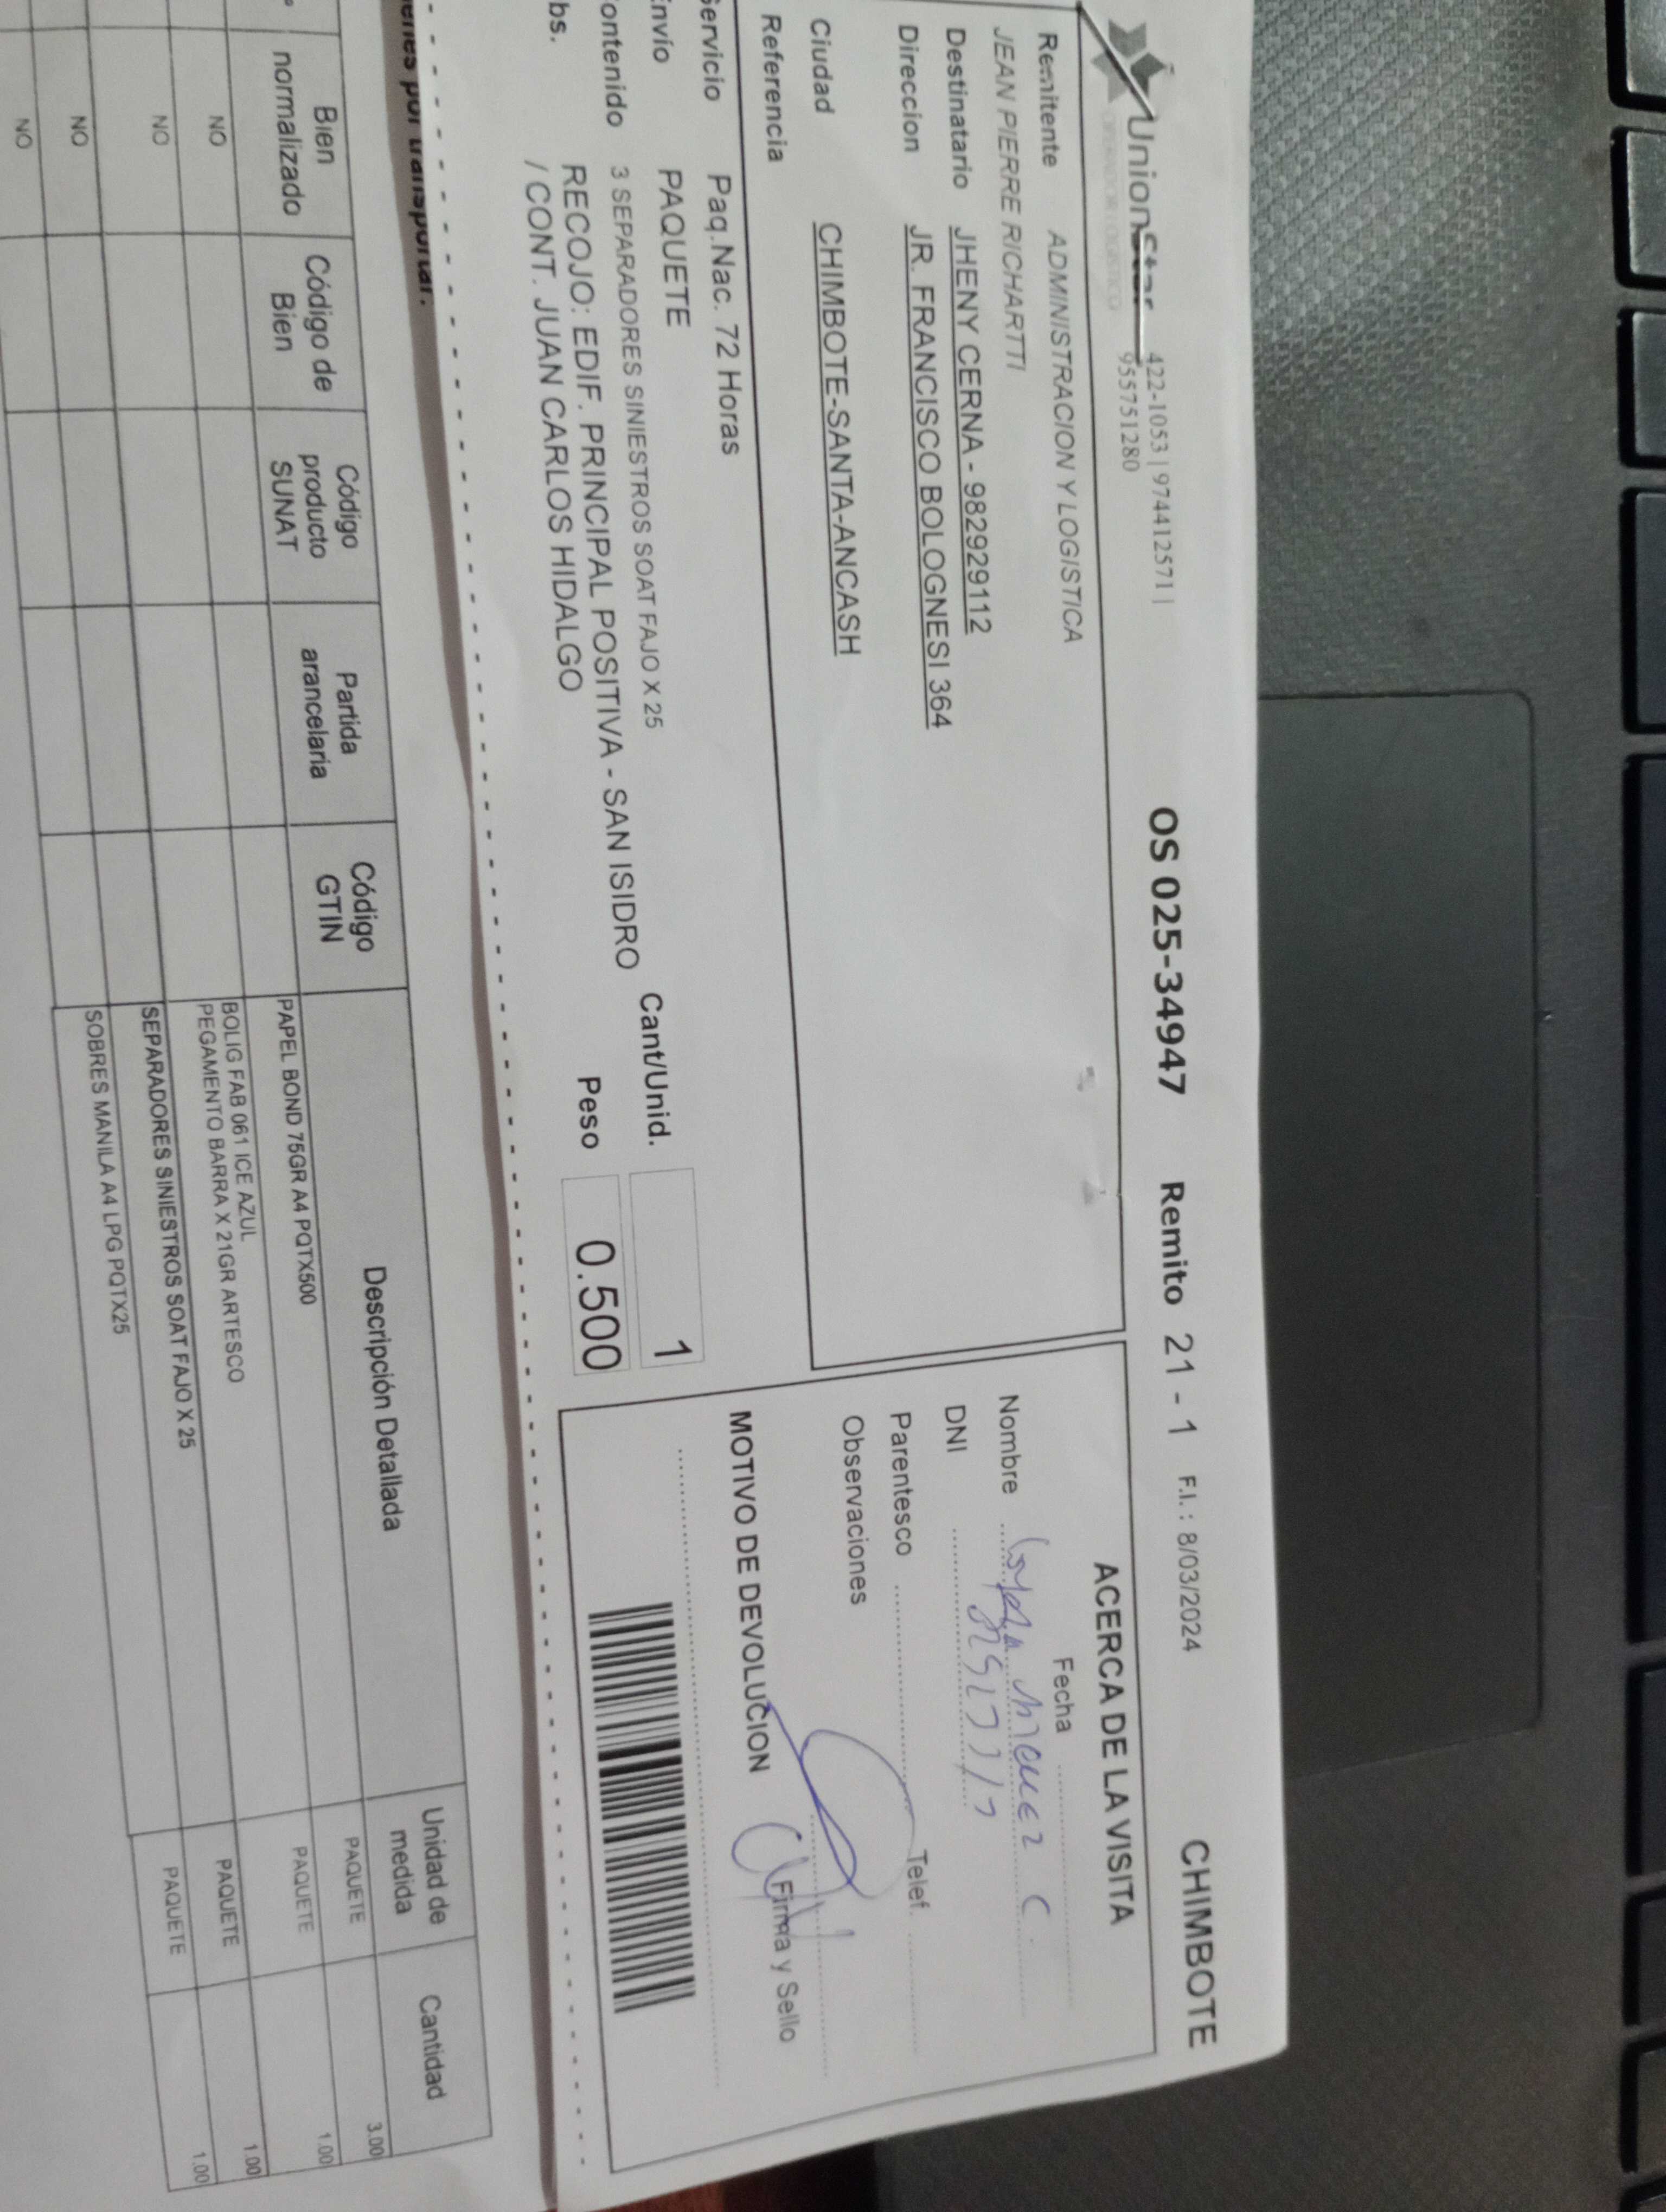 UnionStar
OPERADOR LOGISTICO
422-1053 | 974412571 |
955751280
OS 025-34947 Remito 21 - 1 F.I. : 8/03/2024 CHIMBOTE
Remitente ADMINISTRACION Y LOGISTICA
JEAN PIERRE RICHARTTI
Destinatario JHENY CERNA - 982929112
Direccion JR. FRANCISCO BOLOGNESI 364
Ciudad CHIMBOTE-SANTA-ANCASH
Referencia
Servicio Paq.Nac. 72 Horas
Envío PAQUETE
Contenido 3 SEPARADORES SINIESTROS SOAT FAJO X 25
Obs. RECOJO: EDIF. PRINCIPAL POSITIVA - SAN ISIDRO
/ CONT. JUAN CARLOS HIDALGO
Cant/Unid. 1
Peso 0.500
ACERCA DE LA VISITA
Fecha
Nombre
DNI
Parentesco Telef.
Observaciones
MOTIVO DE DEVOLUCION Firma y Sello
por transportar.
Bien normalizado Código de Bien Código producto SUNAT Partida arancelaria Código GTIN Descripción Detallada Unidad de medida Cantidad
NO PAPEL BOND 75GR A4 PQTX500 PAQUETE 3.00
NO BOLIG FAB 061 ICE AZUL
PEGAMENTO BARRA X 21GR ARTESCO PAQUETE 1.00
NO SEPARADORES SINIESTROS SOAT FAJO X 25 PAQUETE 1.00
NO SOBRES MANILA A4 LPG PQTX25 PAQUETE 1.00